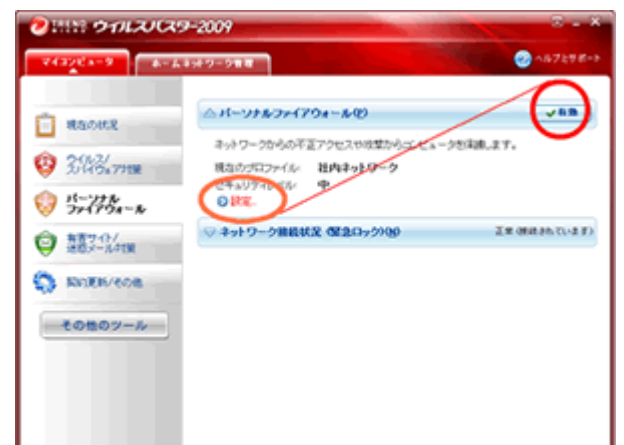 TREND MICRO ウイルスバスター2009
マイコンピュータ
ホームネットワーク管理
ヘルプとサポート
現在の状況
ウイルス/
スパイウェア対策
パーソナル
ファイアウォール
有害サイト/
迷惑メール対策
契約更新/その他
その他のツール
パーソナルファイアウォール(P)
有効
ネットワークからの不正アクセスや攻撃からコンピュータを保護します。
現在のプロファイル: 社内ネットワーク
セキュリティレベル: 中
設定...
ネットワーク接続状況 (緊急ロック)(N)
正常 (接続されています)